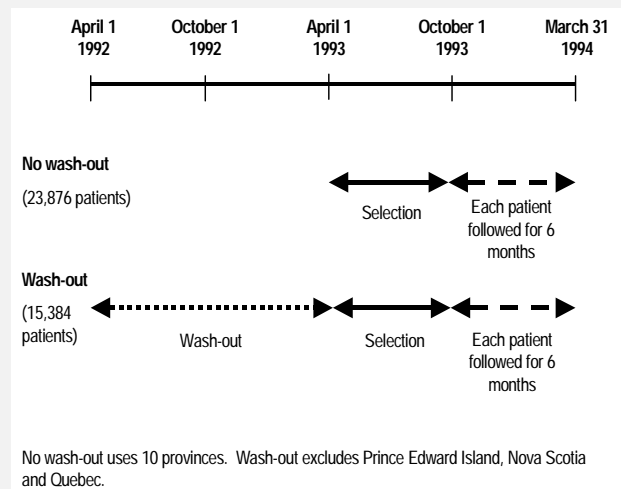 April 1 October 1 April 1 October 1 March 31
1992 1992 1993 1993 1994
No wash-out
(23,876 patients)
Selection
Each patient
followed for 6
months
Wash-out
(15,384
patients)
Wash-out
Selection
Each patient
followed for 6
months
No wash-out uses 10 provinces. Wash-out excludes Prince Edward Island, Nova Scotia
and Quebec.